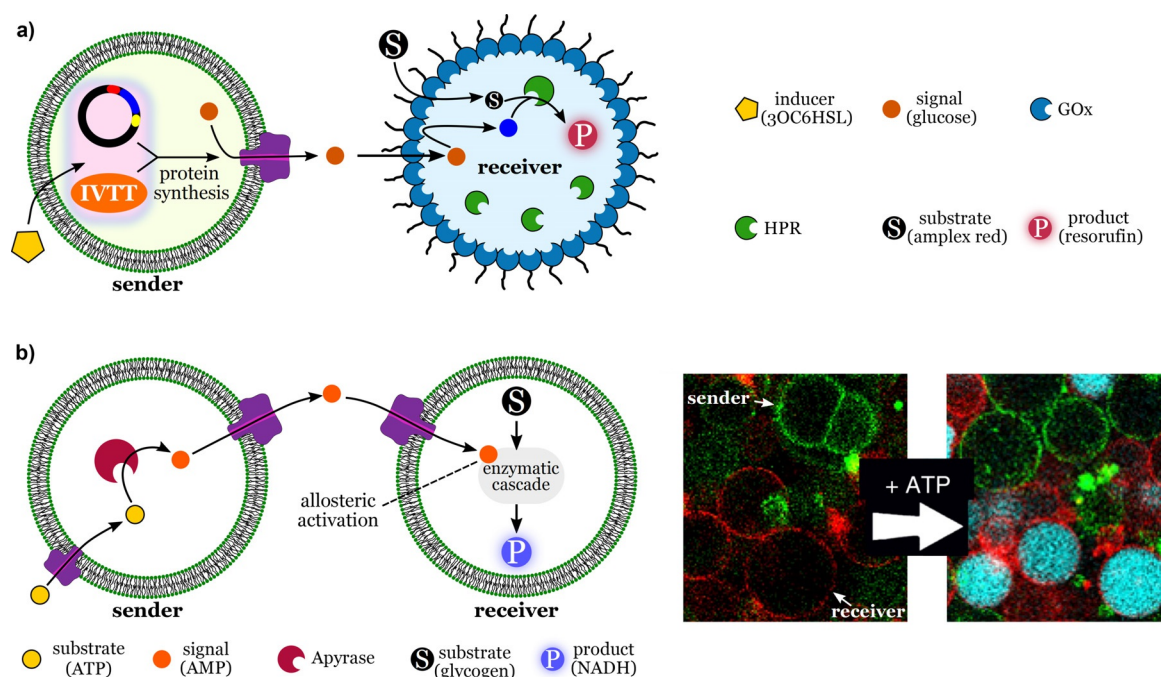 a)
S
S
P
IVTT
protein
synthesis
receiver
sender
inducer
(3OC6HSL)
signal
(glucose)
GOx
HPR
S
substrate
(amplex red)
P
product
(resorufin)
b)
S
enzymatic
cascade
allosteric
activation
P
sender
receiver
sender
+ ATP
receiver
substrate
(ATP)
signal
(AMP)
Apyrase
S
substrate
(glycogen)
P
product
(NADH)